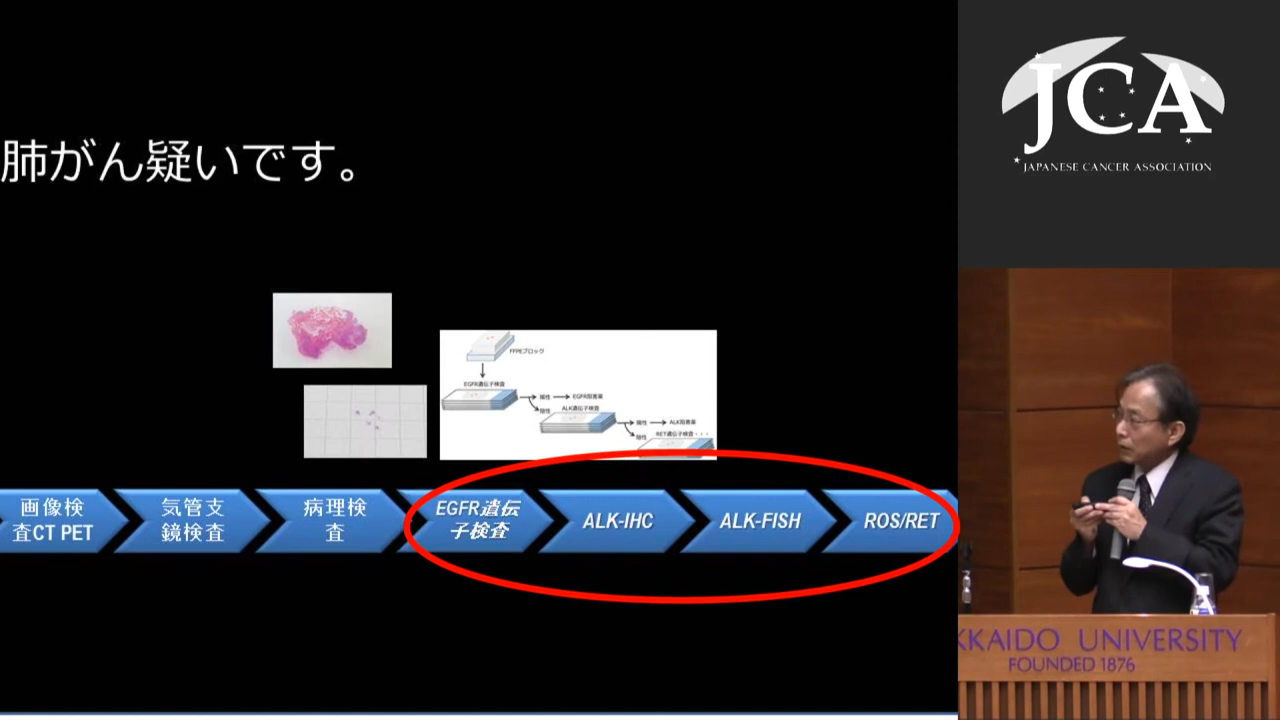 肺がん疑いです。
FFPEブロック
EGFR遺伝子検査
陽性
EGFR阻害薬
陰性
ALK遺伝子検査
陽性
ALK阻害薬
陰性
RET遺伝子検査・・・
画像検
査CT PET
気管支
鏡検査
病理検
査
EGFR遺伝
子検査
ALK-IHC
ALK-FISH
ROS/RET
JCA
JAPANESE CANCER ASSOCIATION
KKAIDO UNIVERSITY
FOUNDED 1876